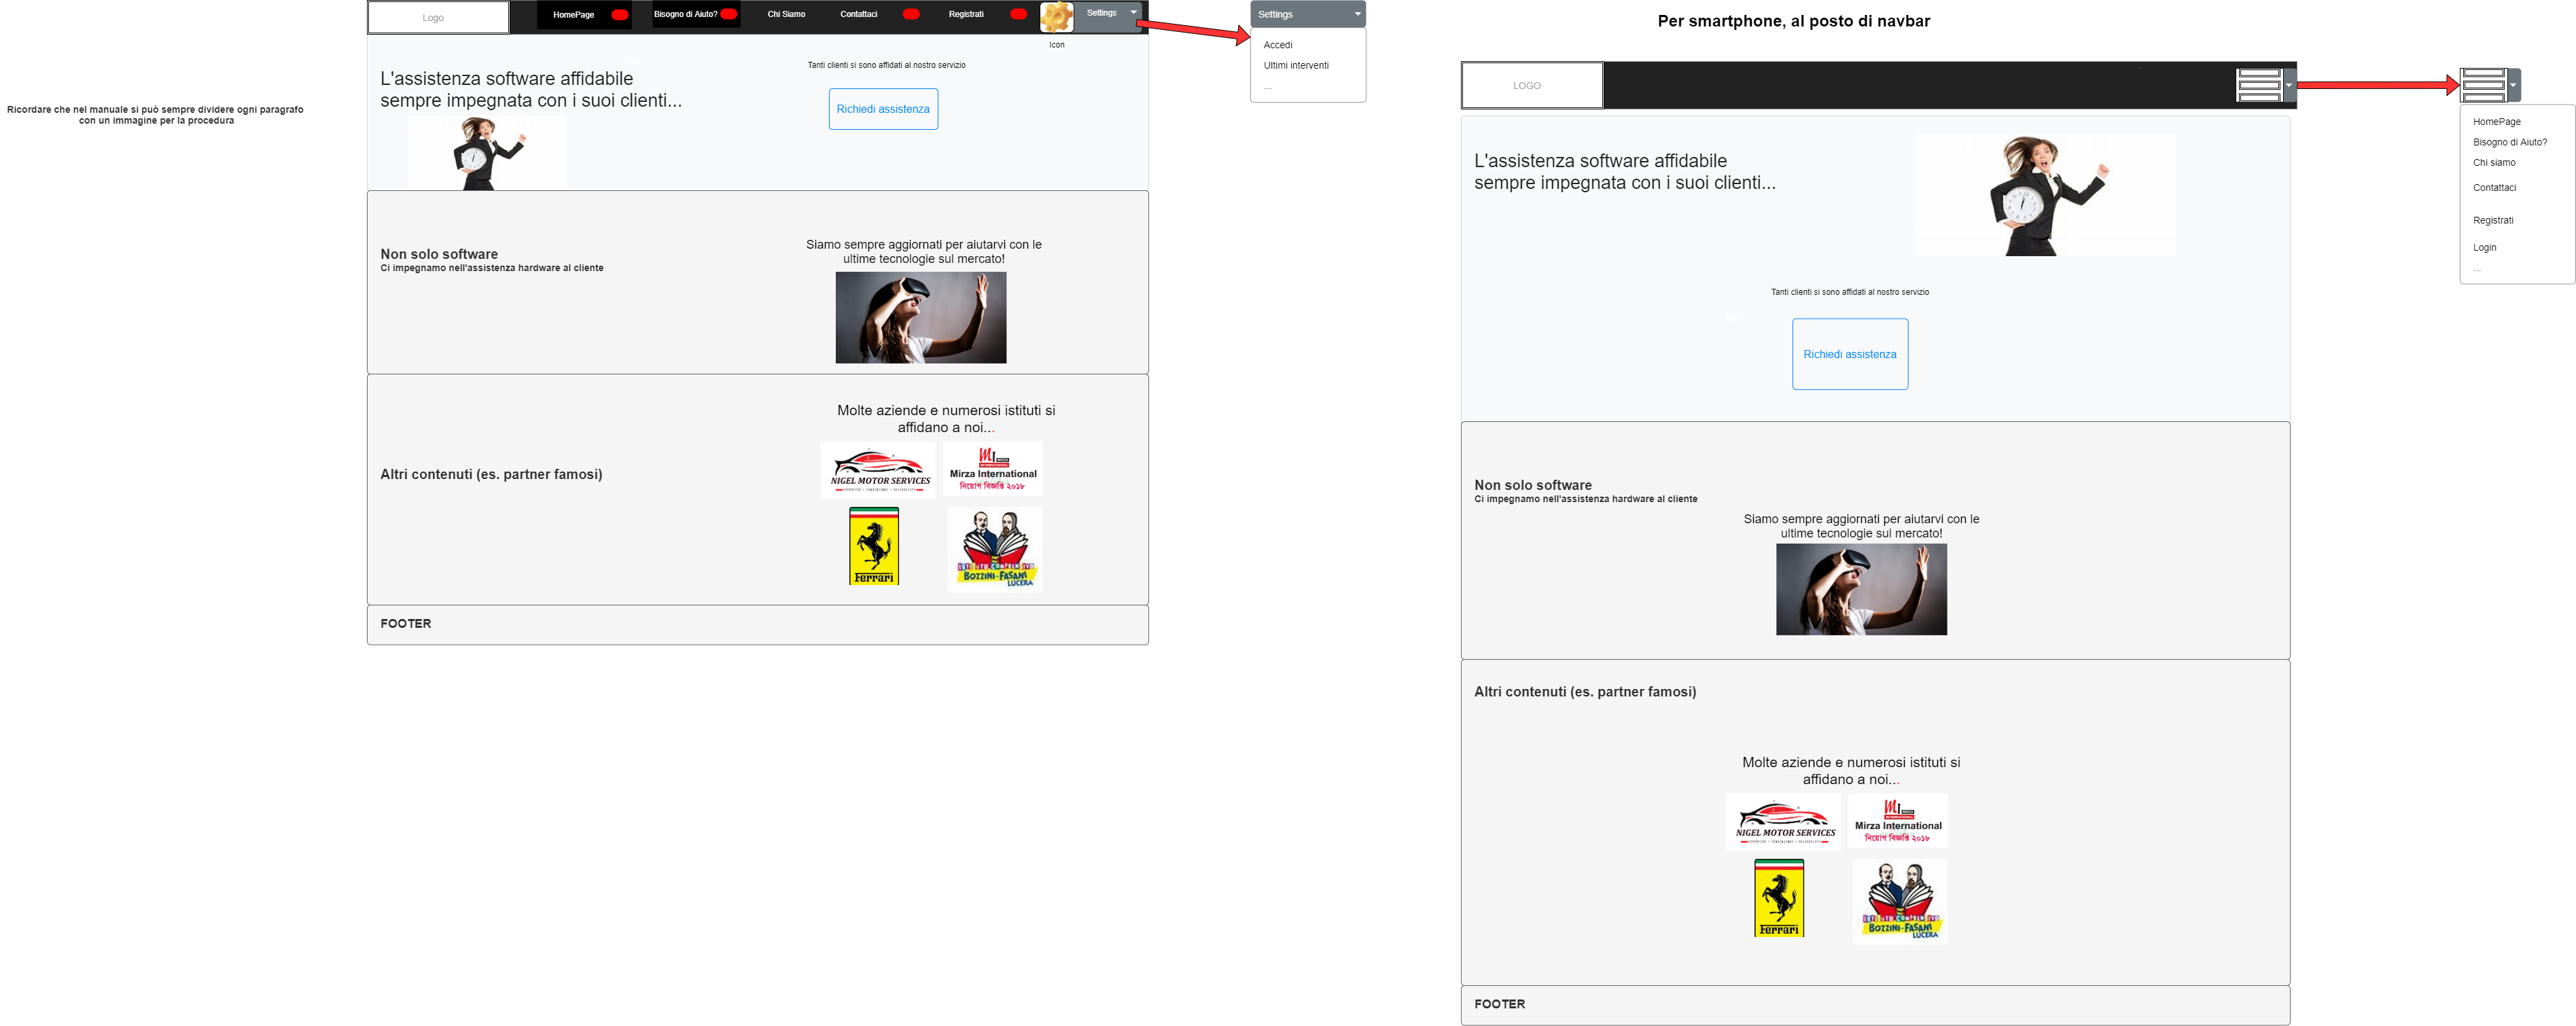 Ricordare che nel manuale si può sempre dividere ogni paragrafo
con un immagine per la procedura
Logo
HomePage
Bisogno di Aiuto?
Chi Siamo
Contattaci
Registrati
Settings
Icon
L'assistenza software affidabile
sempre impegnata con i suoi clienti...
Tanti clienti si sono affidati al nostro servizio
Richiedi assistenza
Non solo software
Ci impegnamo nell'assistenza hardware al cliente
Siamo sempre aggiornati per aiutarvi con le
ultime tecnologie sul mercato!
Altri contenuti (es. partner famosi)
Molte aziende e numerosi istituti si
affidano a noi...
NIGEL MOTOR SERVICES
Mirza International
নিয়োগ বিজ্ঞপ্তি ২০১৮
Ferrari
ISTITUTO COMPRENSIVO
BOZZINI-FASANI
LUCERA
FOOTER
Settings
Accedi
Ultimi interventi
...
Per smartphone, al posto di navbar
LOGO
L'assistenza software affidabile
sempre impegnata con i suoi clienti...
Tanti clienti si sono affidati al nostro servizio
Richiedi assistenza
Non solo software
Ci impegnamo nell'assistenza hardware al cliente
Siamo sempre aggiornati per aiutarvi con le
ultime tecnologie sul mercato!
Altri contenuti (es. partner famosi)
Molte aziende e numerosi istituti si
affidano a noi...
NIGEL MOTOR SERVICES
Mirza International
নিয়োগ বিজ্ঞপ্তি ২০১৮
Ferrari
ISTITUTO COMPRENSIVO
BOZZINI-FASANI
LUCERA
FOOTER
HomePage
Bisogno di Aiuto?
Chi siamo
Contattaci
Registrati
Login
...